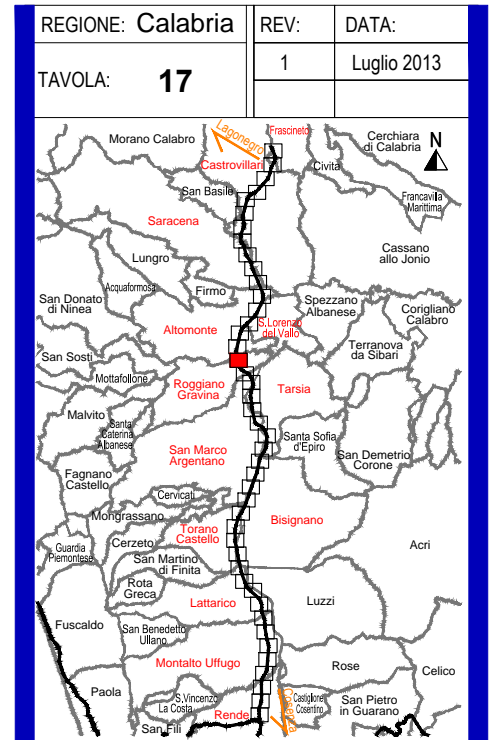 REGIONE: Calabria
REV:
DATA:
TAVOLA: 17
1
Luglio 2013
Lagonegro
Frascineto
Morano Calabro
Cerchiara
di Calabria
N
Castrovillari
Civita
San Basile
Francavilla
Marittima
Saracena
Cassano
allo Jonio
Lungro
Acquaformosa
Firmo
San Donato
di Ninea
Spezzano
Albanese
Corigliano
Calabro
Altomonte
S.Lorenzo
del Vallo
Terranova
da Sibari
San Sosti
Mottafollone
Roggiano
Gravina
Tarsia
Malvito
Santa
Caterina
Albanese
Santa Sofia
d'Epiro
San Marco
Argentano
San Demetrio
Corone
Fagnano
Castello
Cervicati
Mongrassano
Bisignano
Torano
Castello
Cerzeto
Acri
Guardia
Piemontese
San Martino
di Finita
Rota
Greca
Lattarico
Luzzi
Fuscaldo
San Benedetto
Ullano
Montalto Uffugo
Rose
Celico
Paola
S.Vincenzo
La Costa
Cosenza
Castiglione
Cosentino
San Pietro
in Guarano
Rende
San Fili